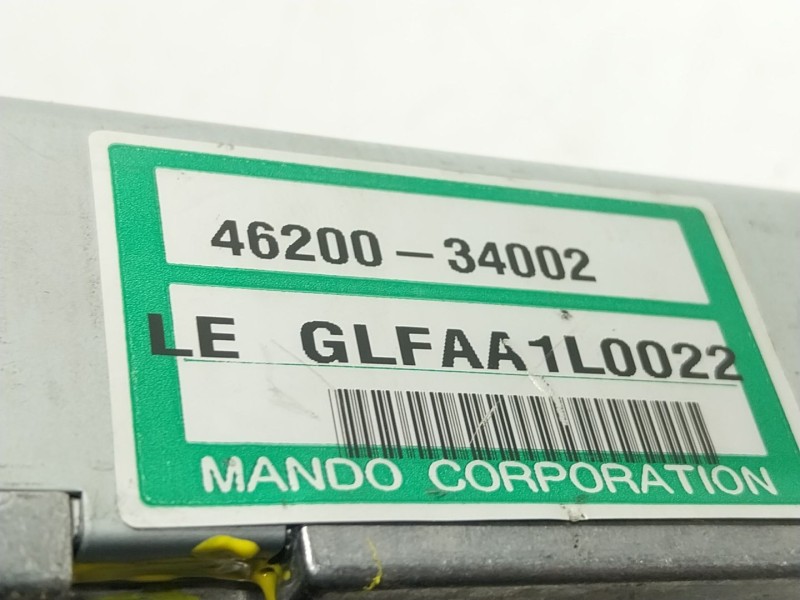 46200-34002
LE GLFAA1L0022
MANDO CORPORATION